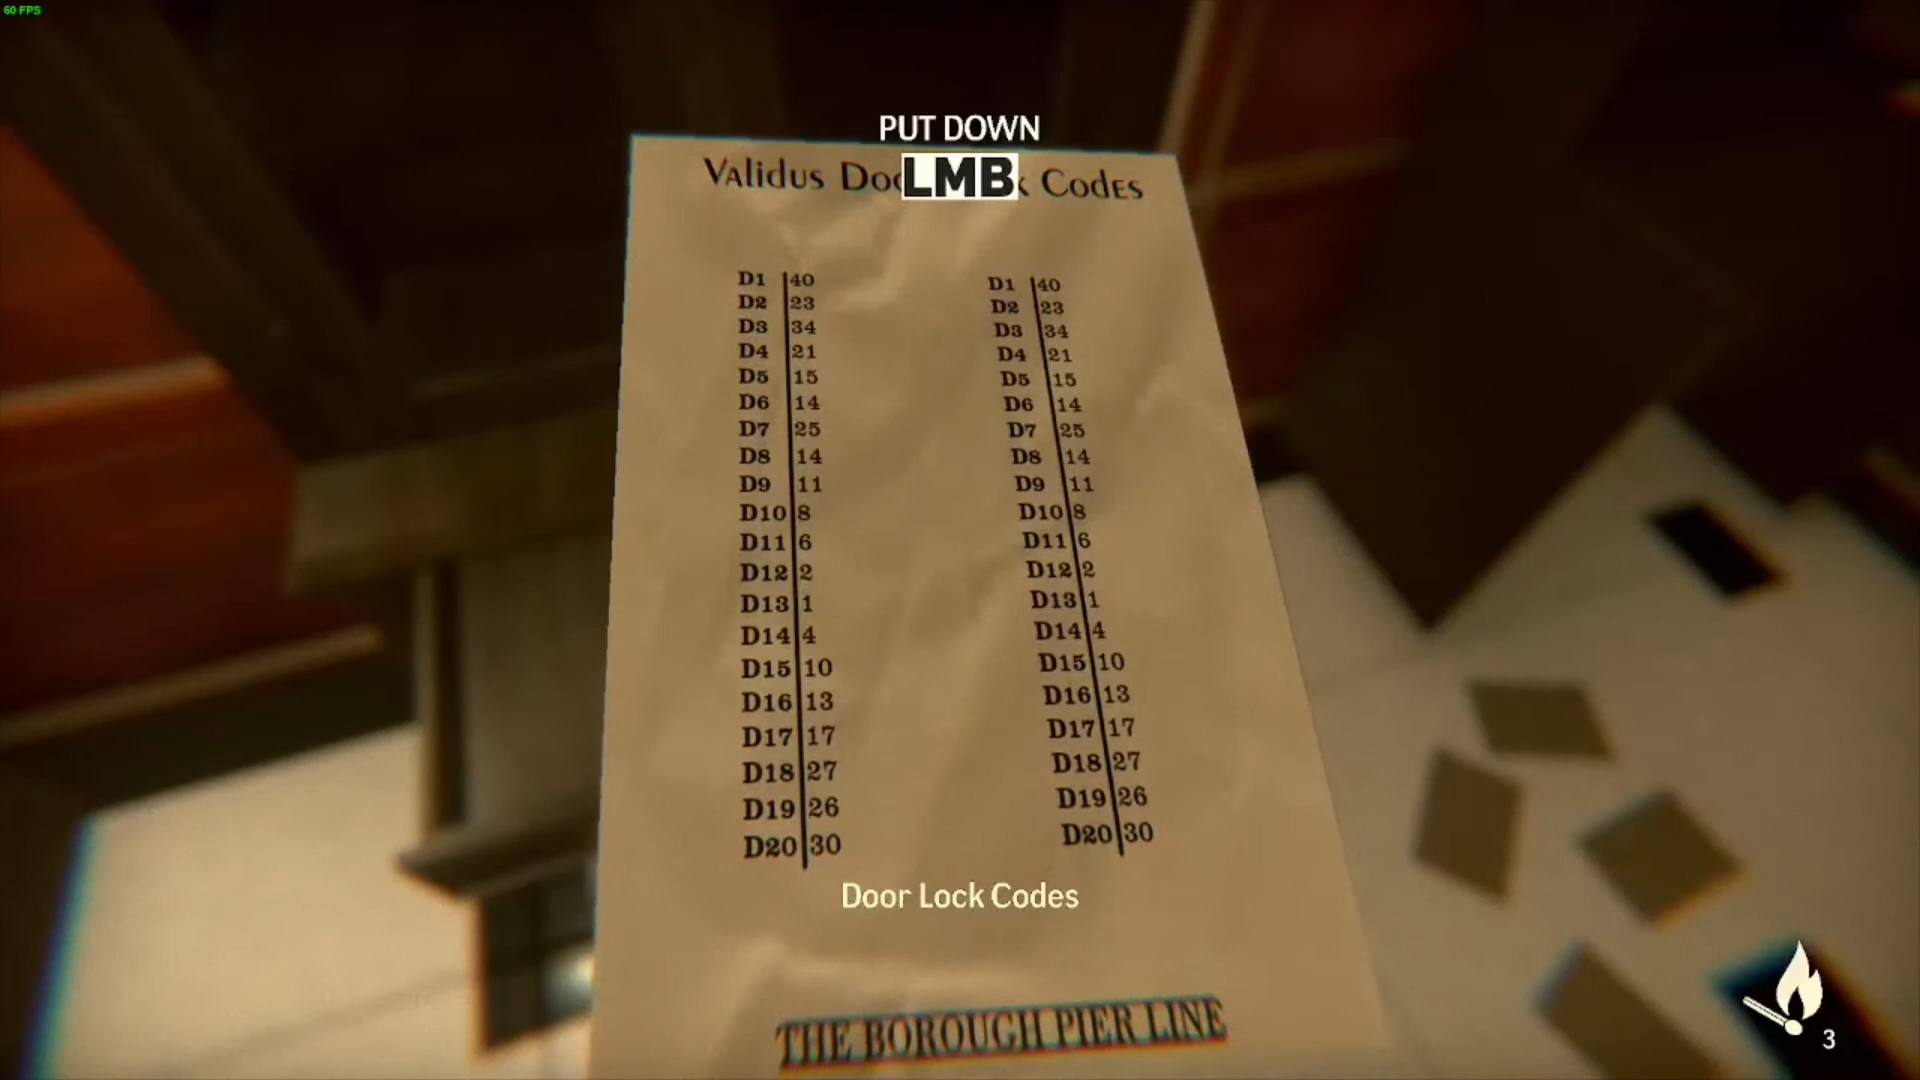 60 FPS
PUT DOWN
LMB
Validus Codes
D1 40 D1 40
D2 23 D2 23
D3 34 D3 34
D4 21 D4 21
D5 15 D5 15
D6 14 D6 14
D7 25 D7 25
D8 14 D8 14
D9 11 D9 11
D10 8 D10 8
D11 6 D11 6
D12 2 D12 2
D13 1 D13 1
D14 4 D14 4
D15 10 D15 10
D16 13 D16 13
D17 17 D17 17
D18 27 D18 27
D19 26 D19 26
D20 30 D20 30
Door Lock Codes
THE BOROUGH PIER LINE
3